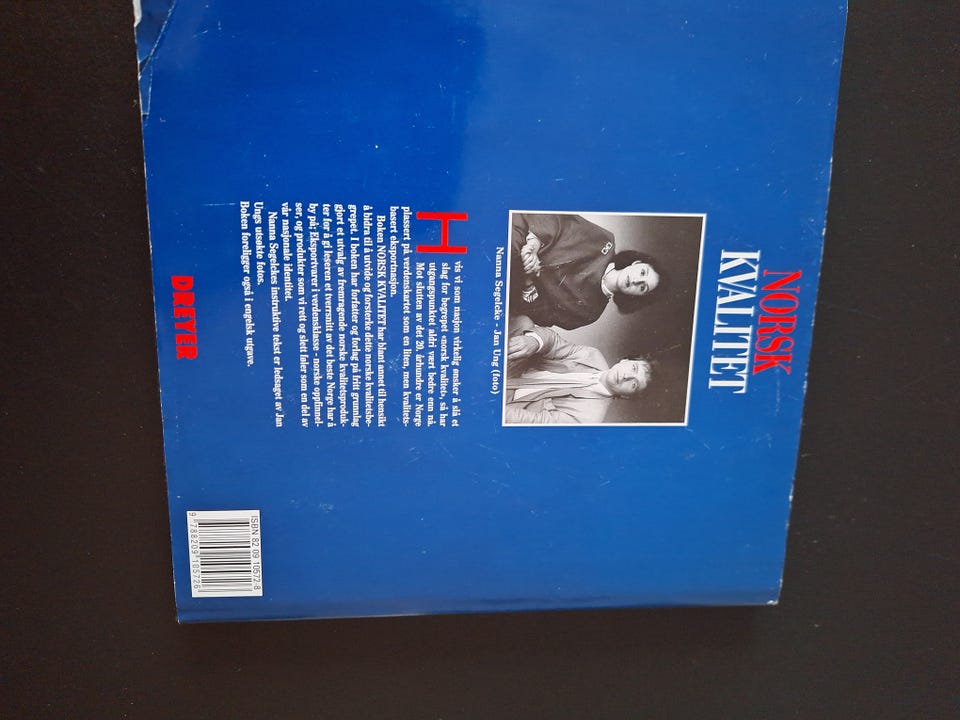 NORSK
KVALITET
Nanna Segelcke - Jan Ung (foto)
Hvis vi som nasjon virkelig ønsker å slå et
slag for begrepet «norsk kvalitet», så har
utgangspunktet aldri vært bedre enn nå.
Mot slutten av det 20. århundre er Norge
plassert på verdenskartet som en liten, men kvalitets-
basert eksportnasjon.
Boken NORSK KVALITET har blant annet til hensikt
å bidra til å utvide og forsterke dette norske kvalitetsbe-
grepet. I boken har forfatter og forlag på fritt grunnlag
gjort et utvalg av fremragende norske kvalitetsproduk-
ter for å gi leseren et tverrsnitt av det beste Norge har å
by på; Eksportvarer i verdensklasse - norske oppfinnel-
ser, og produkter som vi rett og slett føler som en del av
vår nasjonale identitet.
Nanna Segelckes instruktive tekst er ledsaget av Jan
Ungs utsøkte fotos.
Boken foreligger også i engelsk utgave.
DREYER
ISBN 82 09 10572-8
9 788209 105726